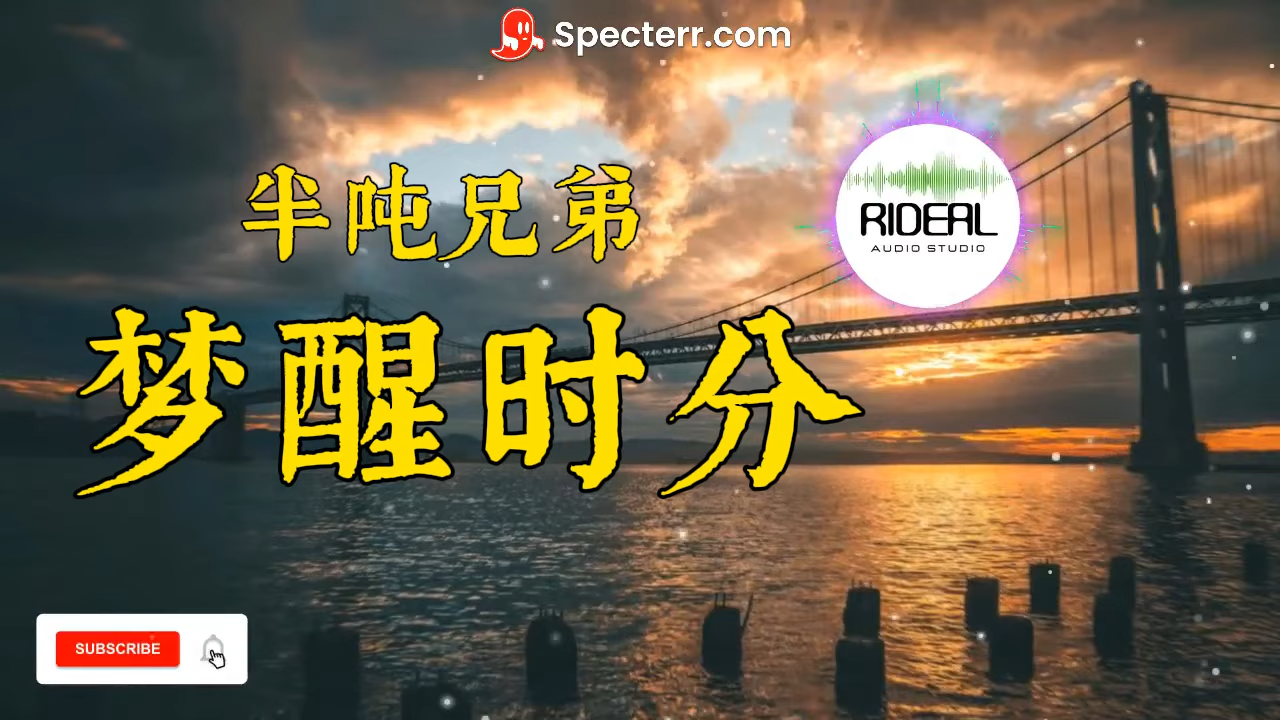 Specterr.com
半吨兄弟
RIDEAL
AUDIO STUDIO
梦醒时分
SUBSCRIBE